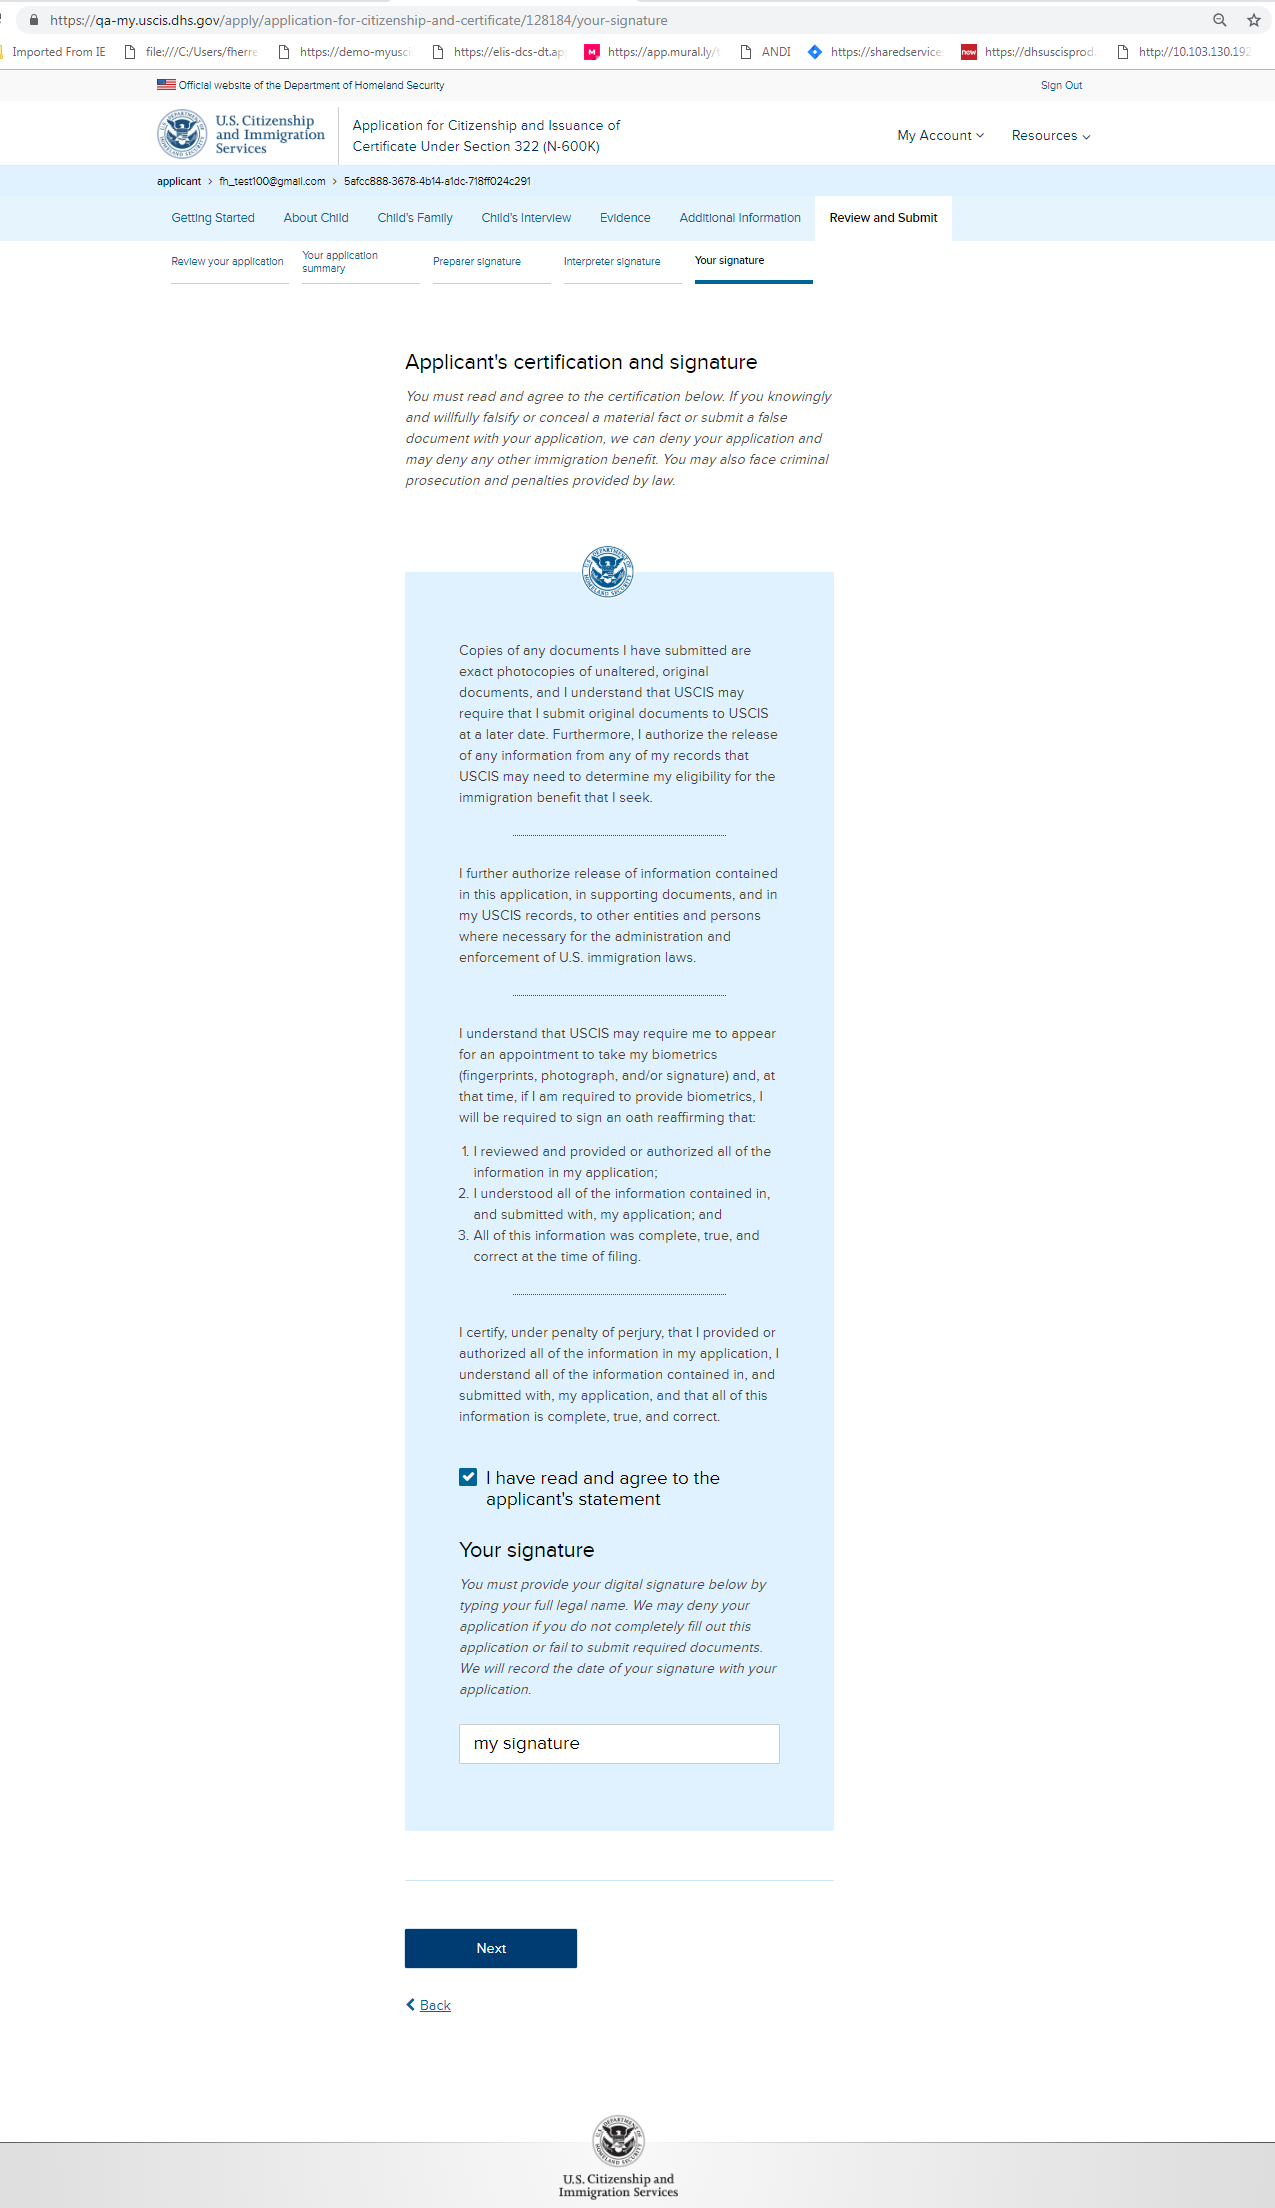 https://qa-my.uscis.dhs.gov/apply/application-for-citizenship-and-certificate/128184/your-signature
Imported From IE file:///C:/Users/fherre https://demo-myusci https://elis-dcs-dt.ap https://app.mural.ly/t ANDI https://sharedservice https://dhsuscisprod. http://10.103.130.192
Official website of the Department of Homeland Security Sign Out
U.S. Citizenship
and Immigration
Services
Application for Citizenship and Issuance of
Certificate Under Section 322 (N-600K)
My Account Resources
applicant > fh_test100@gmail.com > 5afcc888-3678-4b14-a1dc-718ff024c291
Getting Started About Child Child's Family Child's Interview Evidence Additional Information Review and Submit
Review your application
Your application
summary
Preparer signature Interpreter signature Your signature
Applicant's certification and signature
You must read and agree to the certification below. If you knowingly
and willfully falsify or conceal a material fact or submit a false
document with your application, we can deny your application and
may deny any other immigration benefit. You may also face criminal
prosecution and penalties provided by law.
Copies of any documents I have submitted are
exact photocopies of unaltered, original
documents, and I understand that USCIS may
require that I submit original documents to USCIS
at a later date. Furthermore, I authorize the release
of any information from any of my records that
USCIS may need to determine my eligibility for the
immigration benefit that I seek.
I further authorize release of information contained
in this application, in supporting documents, and in
my USCIS records, to other entities and persons
where necessary for the administration and
enforcement of U.S. immigration laws.
I understand that USCIS may require me to appear
for an appointment to take my biometrics
(fingerprints, photograph, and/or signature) and, at
that time, if I am required to provide biometrics, I
will be required to sign an oath reaffirming that:
1. I reviewed and provided or authorized all of the
information in my application;
2. I understood all of the information contained in,
and submitted with, my application; and
3. All of this information was complete, true, and
correct at the time of filing.
I certify, under penalty of perjury, that I provided or
authorized all of the information in my application, I
understand all of the information contained in, and
submitted with, my application, and that all of this
information is complete, true, and correct.
I have read and agree to the
applicant's statement
Your signature
You must provide your digital signature below by
typing your full legal name. We may deny your
application if you do not completely fill out this
application or fail to submit required documents.
We will record the date of your signature with your
application.
my signature
Next
Back
U.S. Citizenship and
Immigration Services